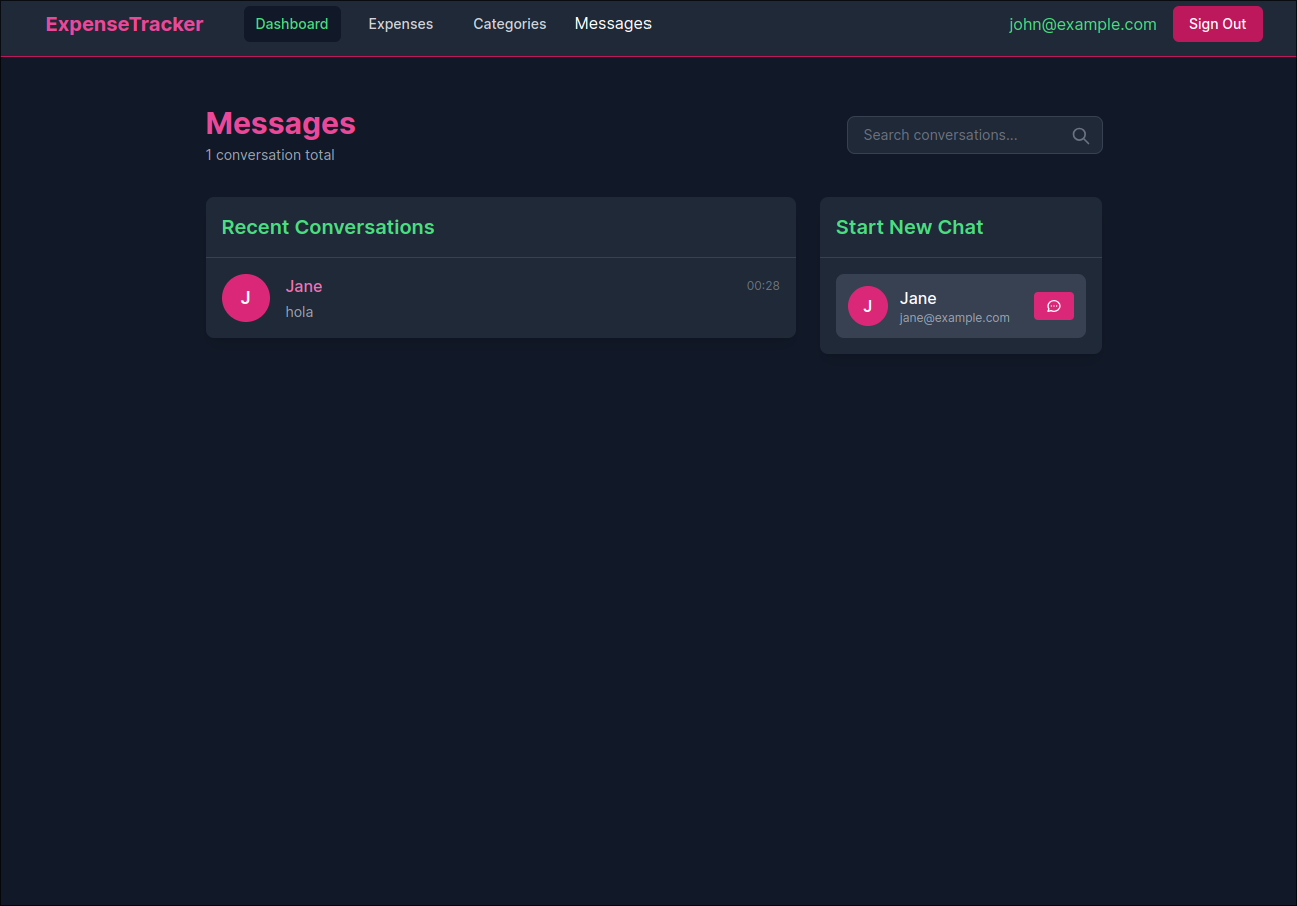 ExpenseTracker Dashboard Expenses Categories Messages john@example.com Sign Out
Messages
1 conversation total
Search conversations...
Recent Conversations
J
Jane
00:28
hola
Start New Chat
J
Jane
jane@example.com